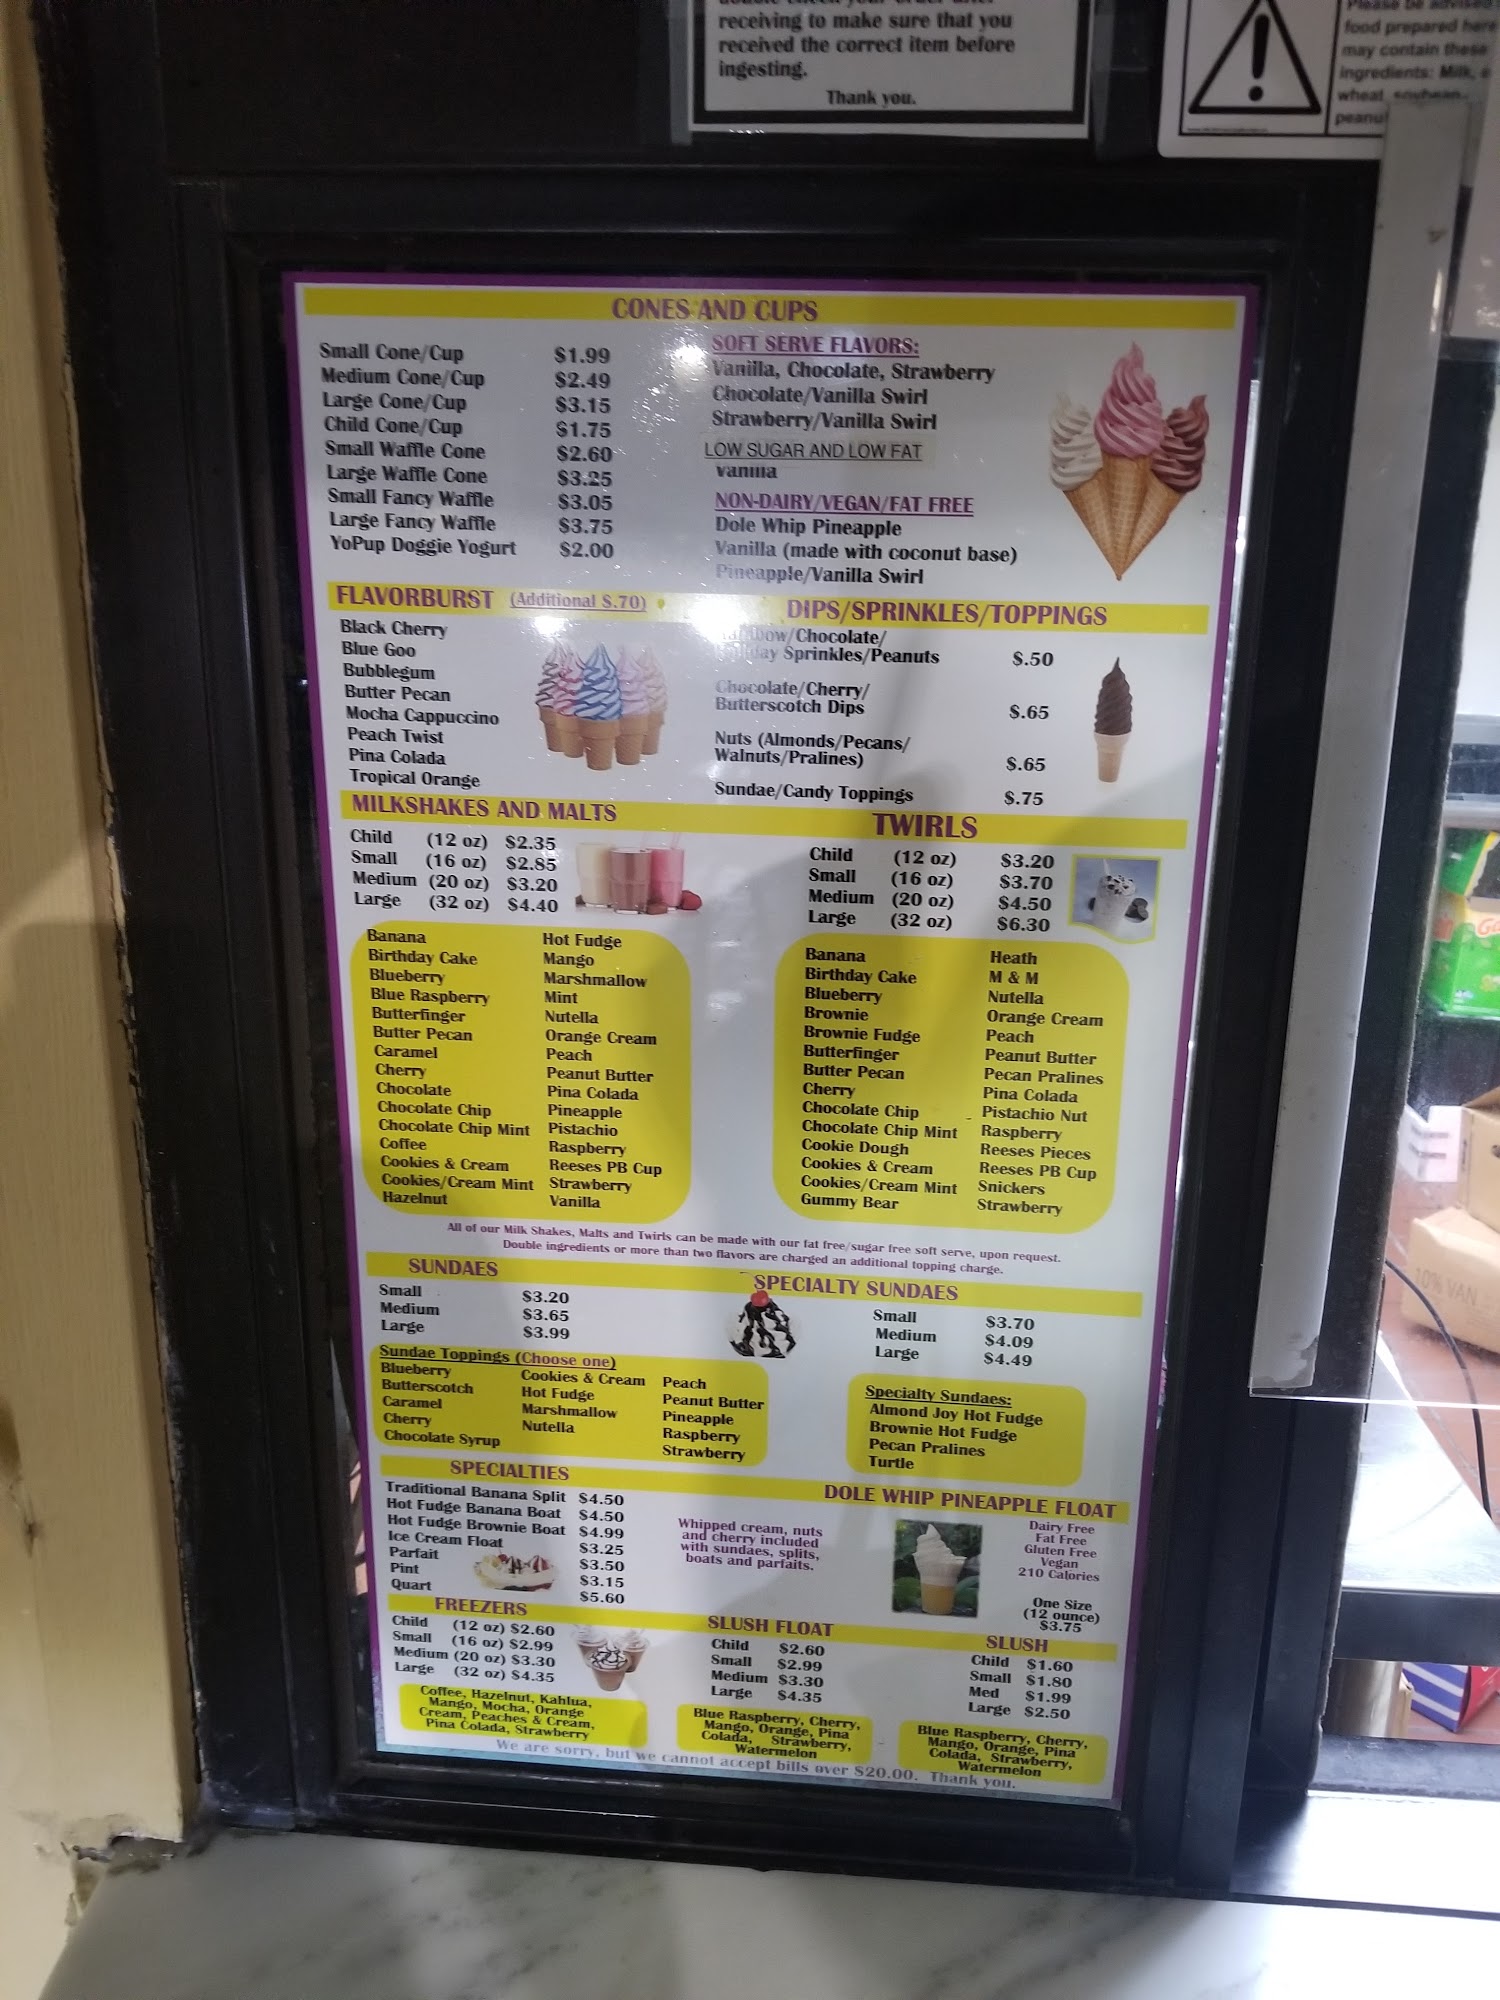 receiving to make sure that you
received the correct item before
ingesting.
Thank you.
Please be advised
food prepared here
may contain these
ingredients: Milk,
wheat, soybean,
CONES AND CUPS
Small Cone/Cup $1.99
Medium Cone/Cup $2.49
Large Cone/Cup $3.15
Child Cone/Cup $1.75
Small Waffle Cone $2.60
Large Waffle Cone $3.25
Small Fancy Waffle $3.05
Large Fancy Waffle $3.75
YoPup Doggie Yogurt $2.00
SOFT SERVE FLAVORS:
Vanilla, Chocolate, Strawberry
Chocolate/Vanilla Swirl
Strawberry/Vanilla Swirl
LOW SUGAR AND LOW FAT
Vanilla
NON-DAIRY/VEGAN/FAT FREE
Dole Whip Pineapple
Vanilla (made with coconut base)
Pineapple/Vanilla Swirl
FLAVORBURST (Additional $.70)
Black Cherry
Blue Goo
Bubblegum
Butter Pecan
Mocha Cappuccino
Peach Twist
Pina Colada
Tropical Orange
DIPS/SPRINKLES/TOPPINGS
Rainbow/Chocolate/
Holiday Sprinkles/Peanuts $.50
Chocolate/Cherry/
Butterscotch Dips $.65
Nuts (Almonds/Pecans/
Walnuts/Pralines) $.65
Sundae/Candy Toppings $.75
MILKSHAKES AND MALTS
Child (12 oz) $2.35
Small (16 oz) $2.85
Medium (20 oz) $3.20
Large (32 oz) $4.40
Banana Hot Fudge
Birthday Cake Mango
Blueberry Marshmallow
Blue Raspberry Mint
Butterfinger Nutella
Butter Pecan Orange Cream
Caramel Peach
Cherry Peanut Butter
Chocolate Pina Colada
Chocolate Chip Pineapple
Chocolate Chip Mint Pistachio
Coffee Raspberry
Cookies & Cream Reeses PB Cup
Cookies/Cream Mint Strawberry
Hazelnut Vanilla
TWIRLS
Child (12 oz) $3.20
Small (16 oz) $3.70
Medium (20 oz) $4.50
Large (32 oz) $6.30
Banana Heath
Birthday Cake M & M
Blueberry Nutella
Brownie Orange Cream
Brownie Fudge Peach
Butterfinger Peanut Butter
Butter Pecan Pecan Pralines
Cherry Pina Colada
Chocolate Chip Pistachio Nut
Chocolate Chip Mint Raspberry
Cookie Dough Reeses Pieces
Cookies & Cream Reeses PB Cup
Cookies/Cream Mint Snickers
Gummy Bear Strawberry
All of our Milk Shakes, Malts and Twirls can be made with our fat free/sugar free soft serve, upon request.
Double ingredients or more than two flavors are charged an additional topping charge.
SUNDAES
Small $3.20
Medium $3.65
Large $3.99
Sundae Toppings (Choose one)
Blueberry Cookies & Cream Peach
Butterscotch Hot Fudge Peanut Butter
Caramel Marshmallow Pineapple
Cherry Nutella Raspberry
Chocolate Syrup Strawberry
SPECIALTY SUNDAES
Small $3.70
Medium $4.09
Large $4.49
Specialty Sundaes:
Almond Joy Hot Fudge
Brownie Hot Fudge
Pecan Pralines
Turtle
SPECIALTIES
Traditional Banana Split $4.50
Hot Fudge Banana Boat $4.50
Hot Fudge Brownie Boat $4.99
Ice Cream Float $3.25
Parfait $3.50
Pint $3.15
Quart $5.60
Whipped cream, nuts
and cherry included
with sundaes, splits,
boats and parfaits.
DOLE WHIP PINEAPPLE FLOAT
Dairy Free
Fat Free
Gluten Free
Vegan
210 Calories
One Size
(12 ounce)
$3.75
FREEZERS
Child (12 oz) $2.60
Small (16 oz) $2.99
Medium (20 oz) $3.30
Large (32 oz) $4.35
Coffee, Hazelnut, Kahlua,
Mango, Mocha, Orange
Cream, Peaches & Cream,
Pina Colada, Strawberry
SLUSH FLOAT
Child $2.60
Small $2.99
Medium $3.30
Large $4.35
Blue Raspberry, Cherry,
Mango, Orange, Pina
Colada, Strawberry,
Watermelon
SLUSH
Child $1.60
Small $1.80
Med $1.99
Large $2.50
Blue Raspberry, Cherry,
Mango, Orange, Pina
Colada, Strawberry,
Watermelon
We are sorry, but we cannot accept bills over $20.00. Thank you.
10% VAN